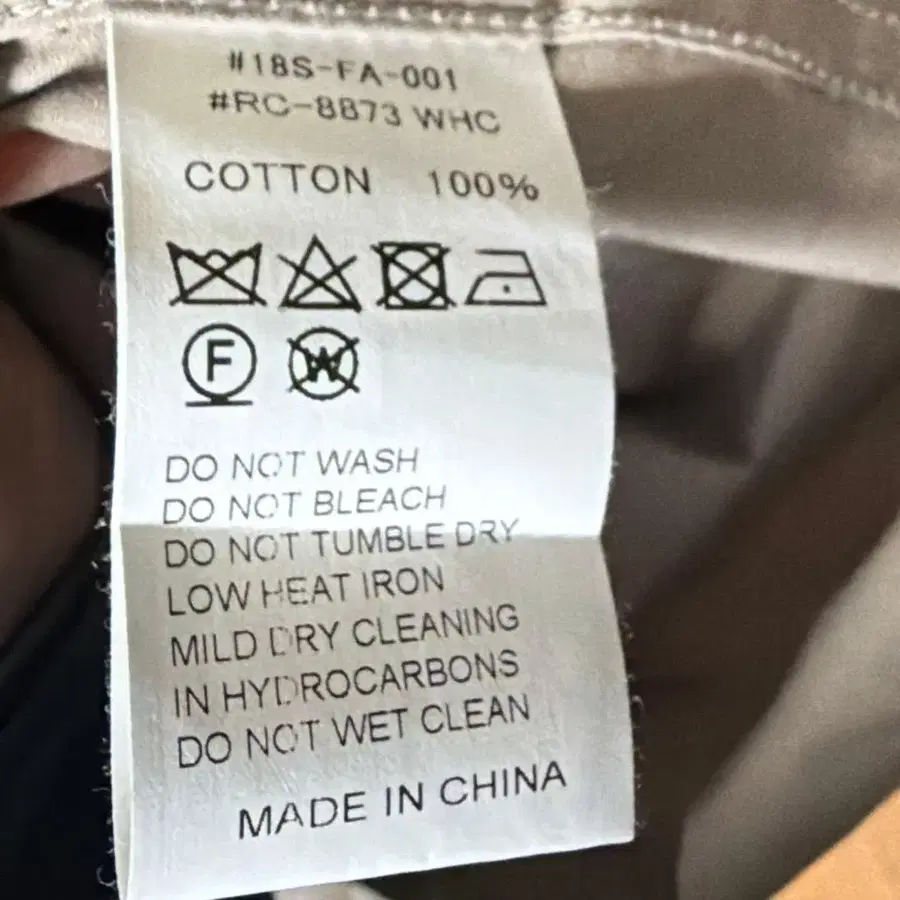 #18S-FA-001
#RC-8873 WHC
COTTON 100%
F W
DO NOT WASH
DO NOT BLEACH
DO NOT TUMBLE DRY
LOW HEAT IRON
MILD DRY CLEANING
IN HYDROCARBONS
DO NOT WET CLEAN
MADE IN CHINA